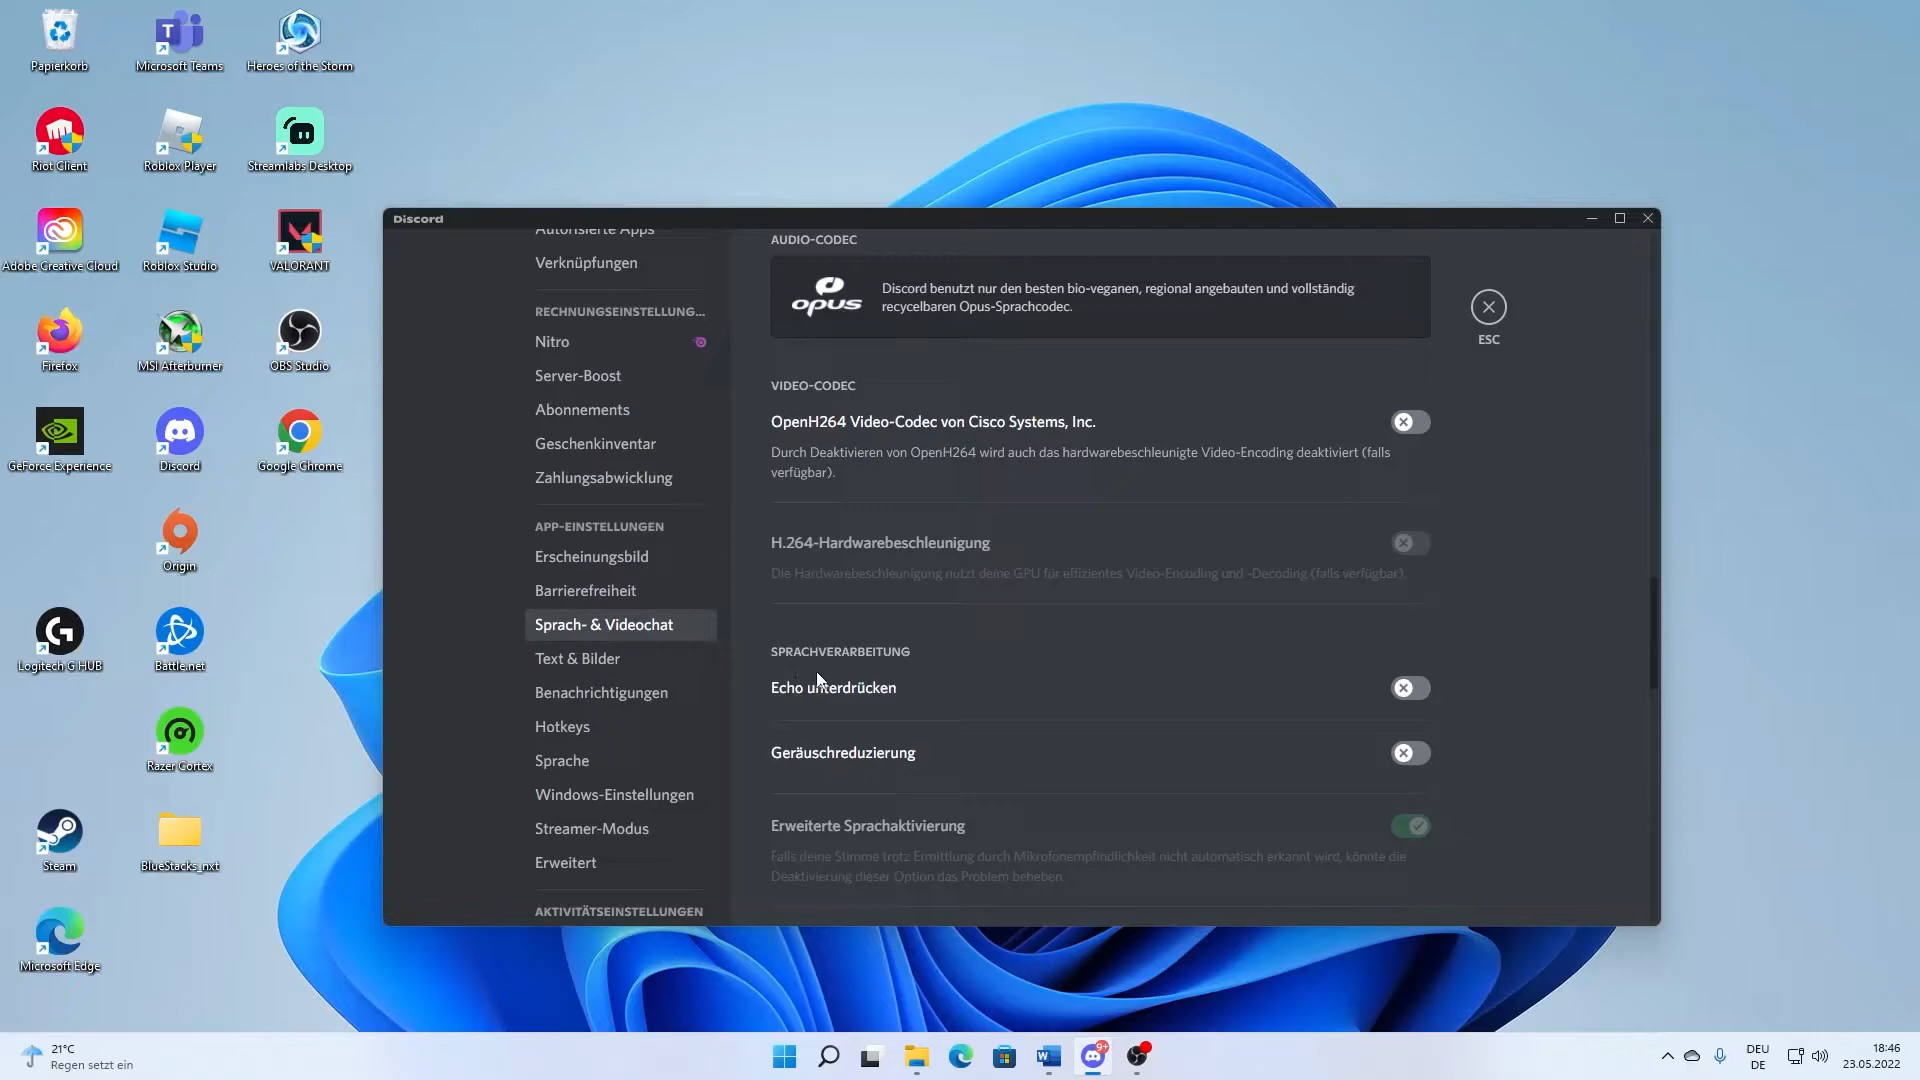 Papierkorb
Microsoft Teams
Heroes of the Storm
Riot Client
Roblox Player
Streamlabs Desktop
Adobe Creative Cloud
Roblox Studio
VALORANT
Firefox
MSI Afterburner
OBS Studio
GeForce Experience
Discord
Google Chrome
Origin
Logitech G HUB
Battle.net
Razer Cortex
Steam
BlueStacks_nxt
Microsoft Edge
Discord
Autorisierte Apps
Verknüpfungen
RECHNUNGSEINSTELLUNG...
Nitro
Server-Boost
Abonnements
Geschenkinventar
Zahlungsabwicklung
APP-EINSTELLUNGEN
Erscheinungsbild
Barrierefreiheit
Sprach- & Videochat
Text & Bilder
Benachrichtigungen
Hotkeys
Sprache
Windows-Einstellungen
Streamer-Modus
Erweitert
AKTIVITÄTSEINSTELLUNGEN
AUDIO-CODEC
opus
Discord benutzt nur den besten bio-veganen, regional angebauten und vollständig
recycelbaren Opus-Sprachcodec.
ESC
VIDEO-CODEC
OpenH264 Video-Codec von Cisco Systems, Inc.
Durch Deaktivieren von OpenH264 wird auch das hardwarebeschleunigte Video-Encoding deaktiviert (falls
verfügbar).
H.264-Hardwarebeschleunigung
Die Hardwarebeschleunigung nutzt deine GPU für effizientes Video-Encoding und -Decoding (falls verfügbar).
SPRACHVERARBEITUNG
Echo unterdrücken
Geräuschreduzierung
Erweiterte Sprachaktivierung
Falls deine Stimme trotz Ermittlung durch Mikrofonempfindlichkeit nicht automatisch erkannt wird, könnte die
Deaktivierung dieser Option das Problem beheben.
21°C
Regen setzt ein
9+
DEU
DE
18:46
23.05.2022